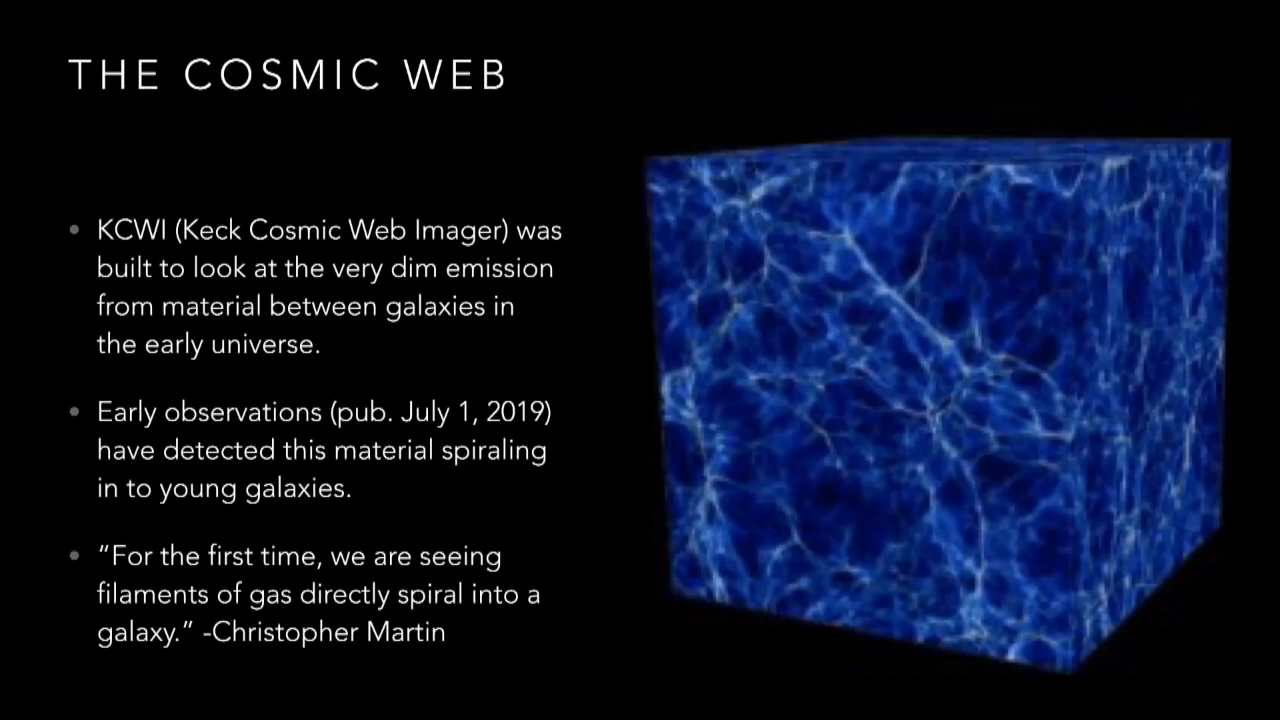 THE COSMIC WEB
• KCWI (Keck Cosmic Web Imager) was
built to look at the very dim emission
from material between galaxies in
the early universe.
• Early observations (pub. July 1, 2019)
have detected this material spiraling
in to young galaxies.
• “For the first time, we are seeing
filaments of gas directly spiral into a
galaxy.” -Christopher Martin